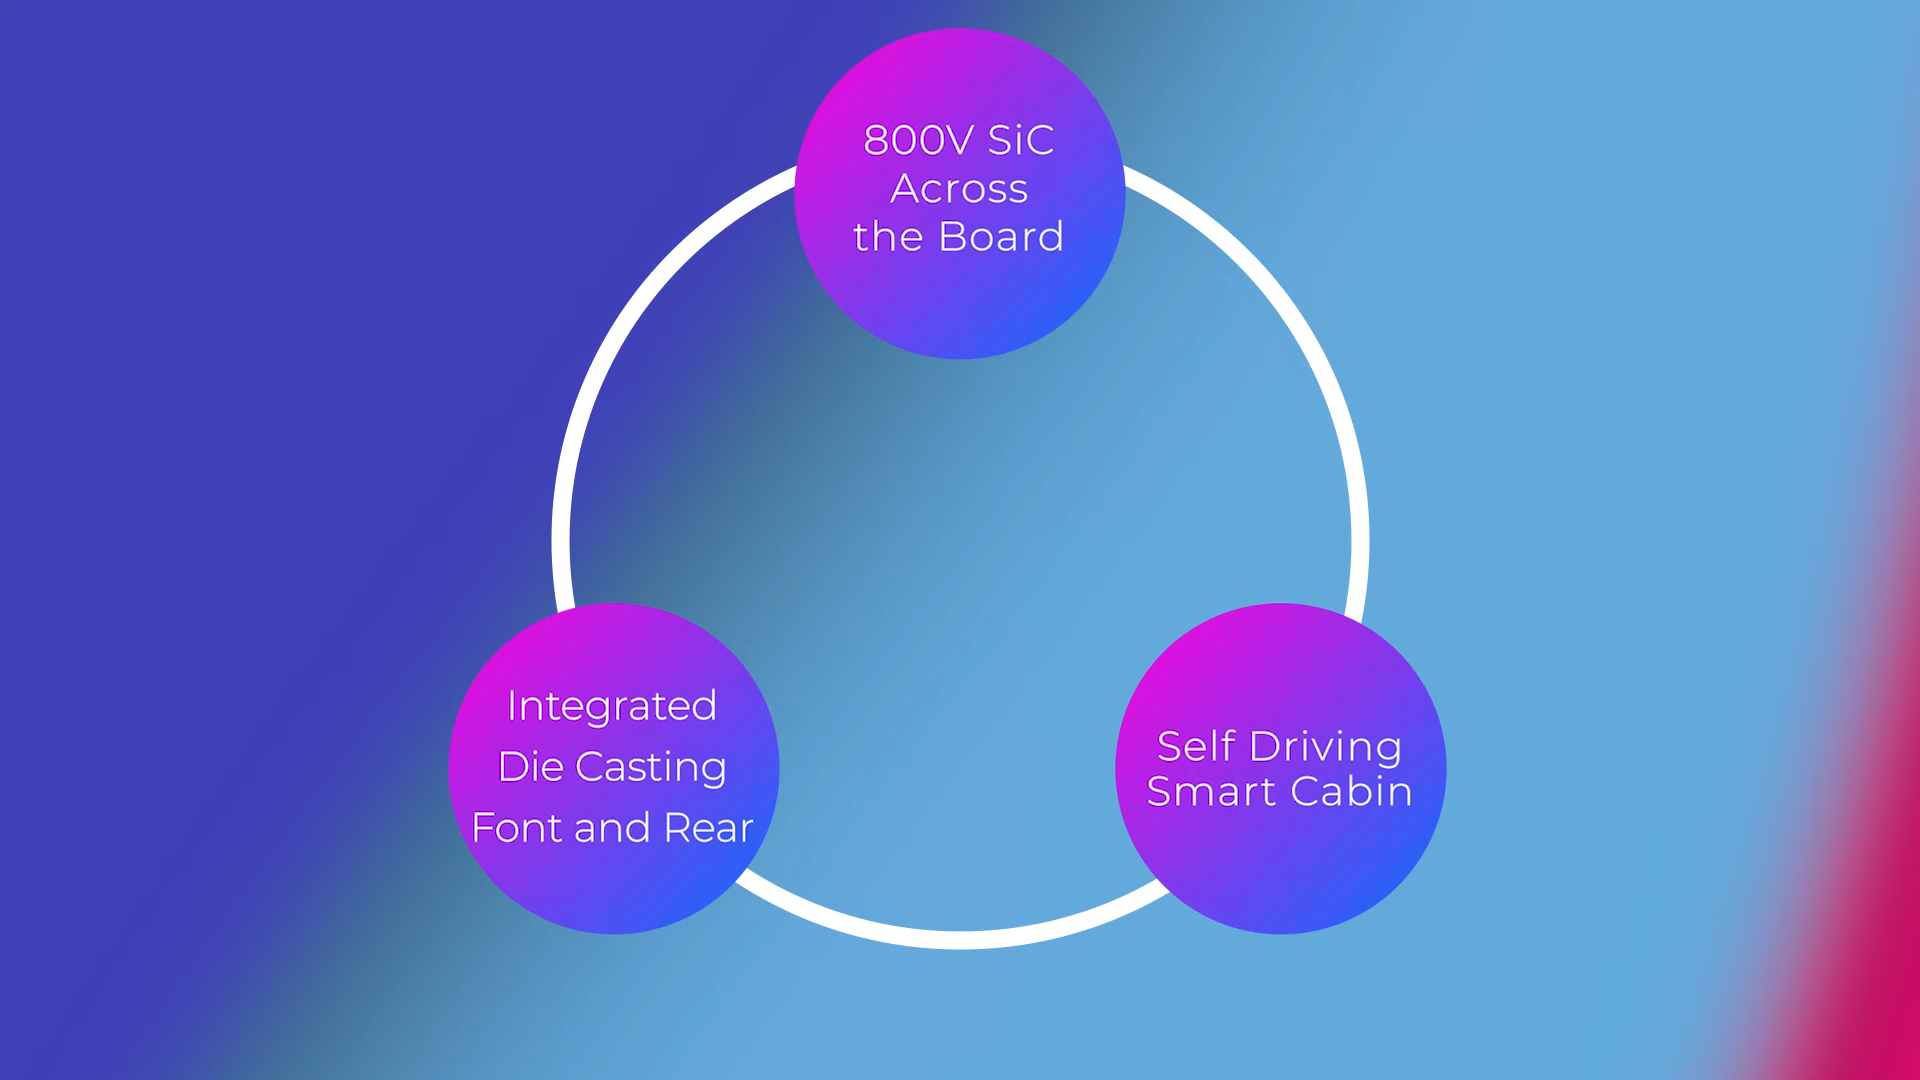 800V SiC
Across
the Board
Integrated
Die Casting
Font and Rear
Self Driving
Smart Cabin